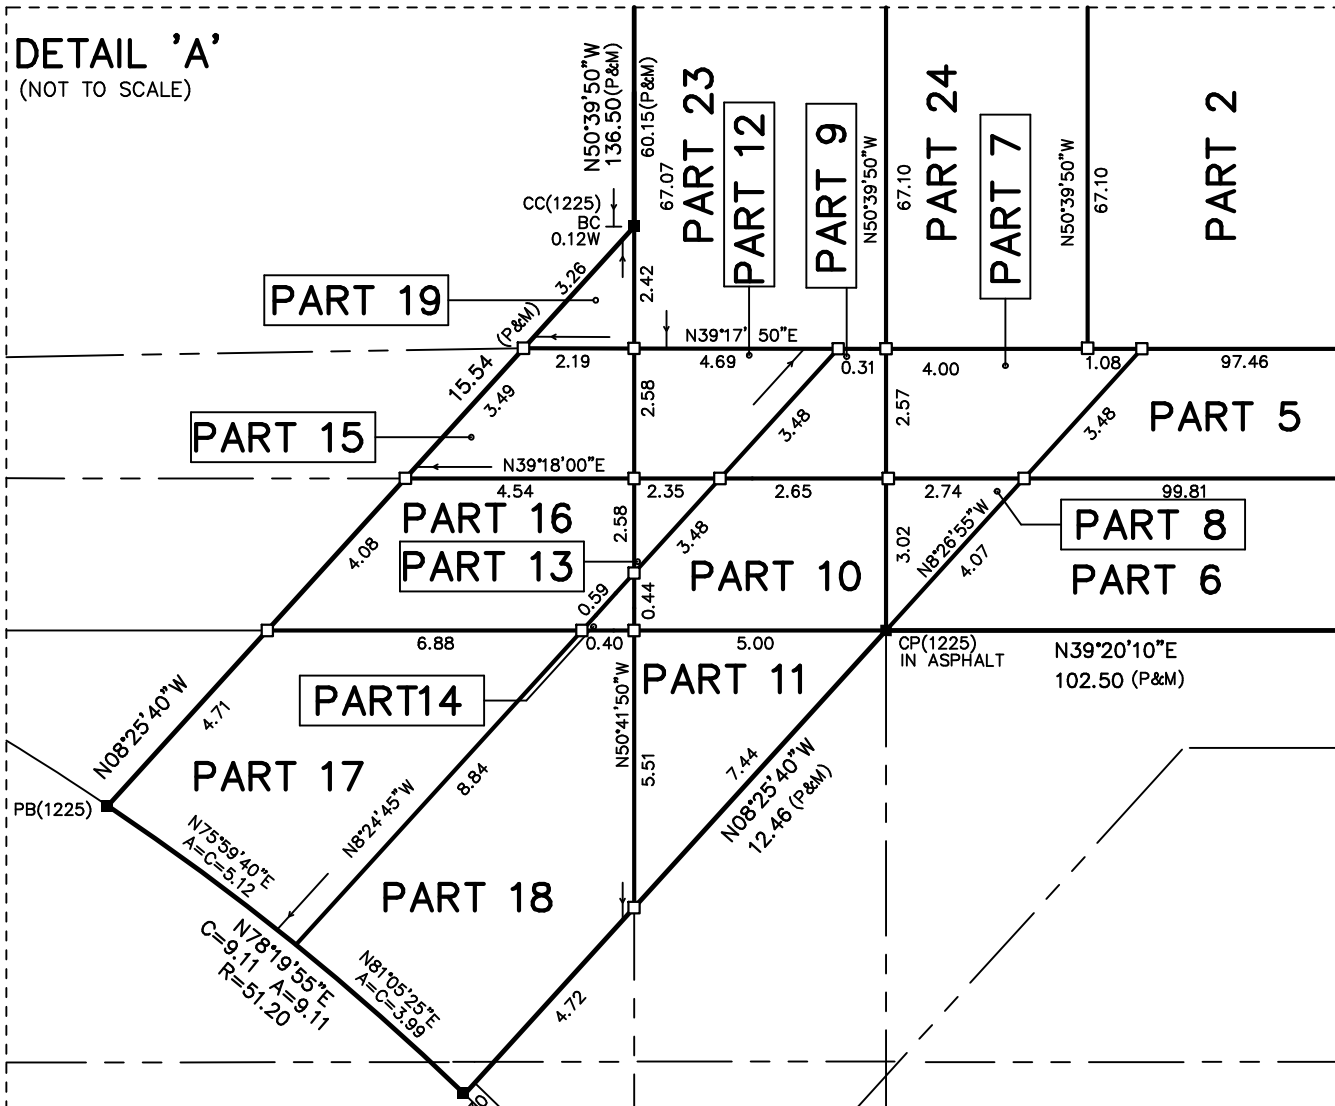 DETAIL 'A'
(NOT TO SCALE)
N50°39'50"W
136.50(P&M)
60.15(P&M)
67.07
PART 23
PART 12
PART 9
N50°39'50"W
67.10
PART 24
PART 7
N50°39'50"W
67.10
PART 2
CC(1225)
BC
0.12W
3.26
2.42
PART 19
(P&M)
15.54
N39°17' 50"E
2.19
4.69
0.31
4.00
1.08
97.46
3.49
2.58
3.48
2.57
3.48
PART 5
PART 15
N39°18'00"E
4.54
2.35
2.65
2.74
99.81
PART 16
4.08
2.58
3.48
3.02
N8°26'55"W
4.07
PART 8
PART 13
PART 10
PART 6
0.59
0.44
6.88
0.40
5.00
CP(1225)
IN ASPHALT
N39°20'10"E
102.50 (P&M)
PART14
PART 11
N08°25'40"W
4.71
N50°41'50"W
5.51
7.44
N08°25'40"W
12.46 (P&M)
PART 17
8.84
N8°24'45"W
PB(1225)
N75°59'40"E
A=C=5.12
PART 18
N78°19'55"E
C=9.11 A=9.11
R=51.20
N81°05'25"E
A=C=3.99
4.72